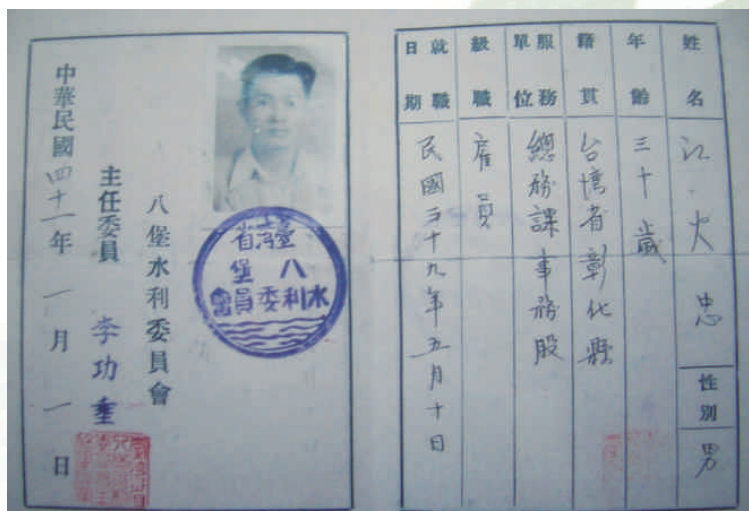 姓名 江火忠 性別 男
年齡 三十歲
籍貫 台灣省彰化縣
服務單位 總務課事務股
級職 雇員
就職日期 民國三十九年五月十日
臺灣省
八堡
水利委員會
八堡水利委員會
主任委員 李功垂
中華民國四十一年一月一日